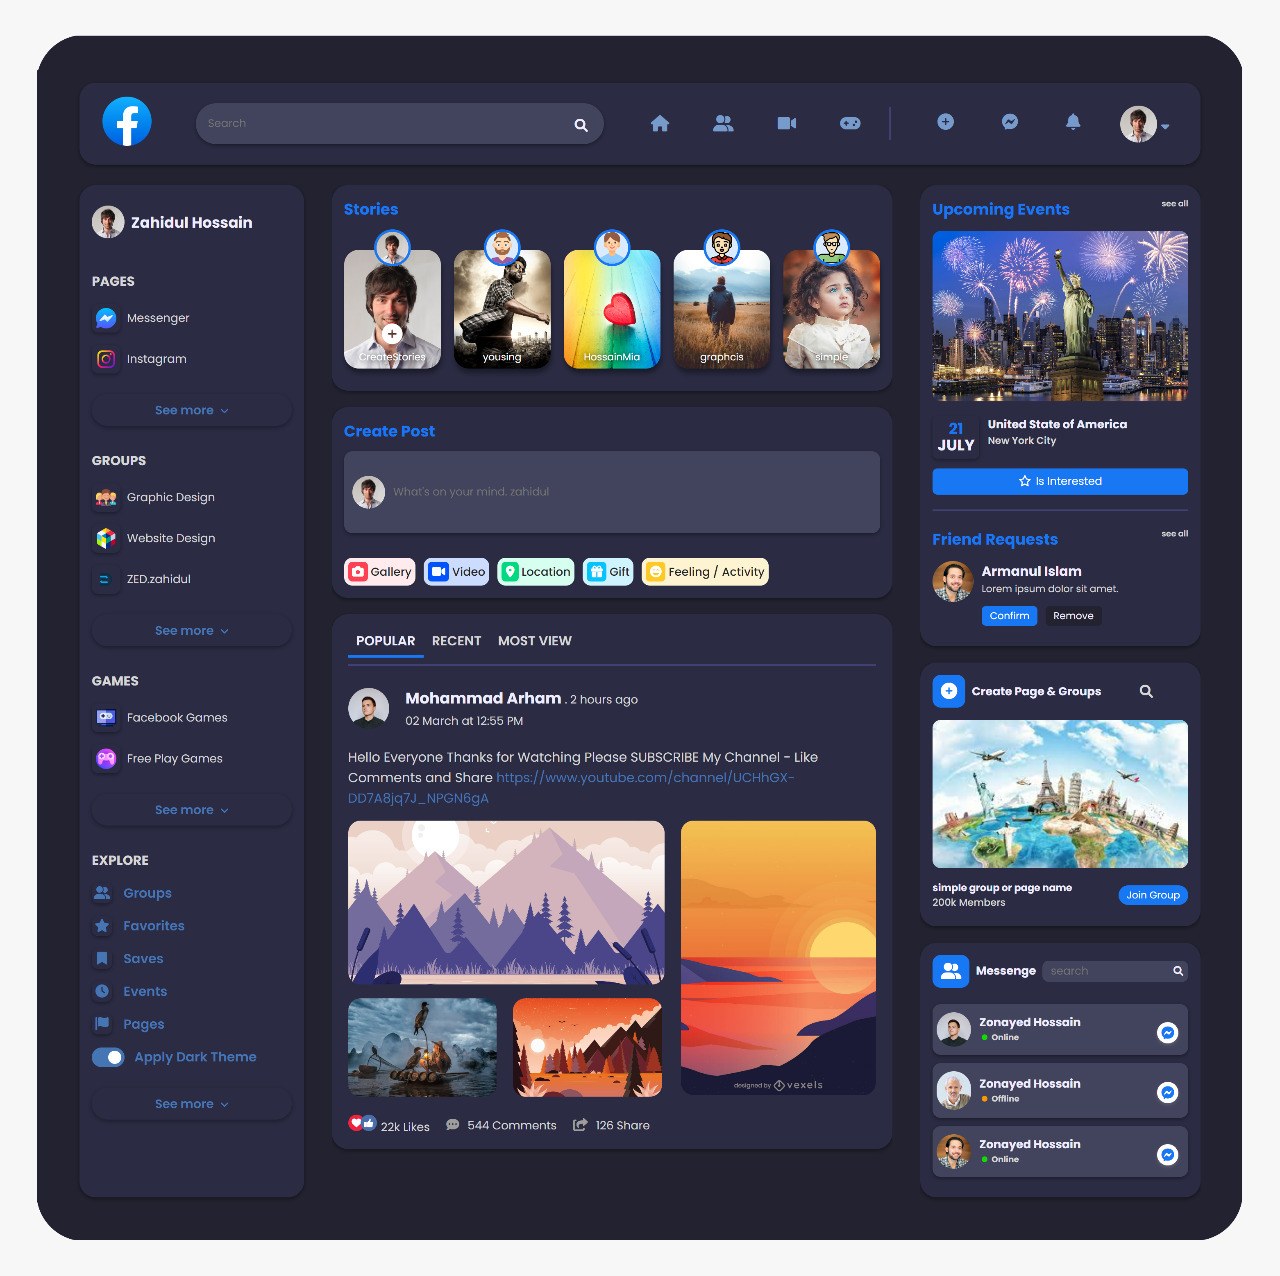 Search
Zahidul Hossain
PAGES
Messenger
Instagram
See more
GROUPS
Graphic Design
Website Design
ZED.zahidul
See more
GAMES
Facebook Games
Free Play Games
See more
EXPLORE
Groups
Favorites
Saves
Events
Pages
Apply Dark Theme
See more
Stories
CreateStories
yousing
HossainMia
graphcis
simple
Create Post
What's on your mind. zahidul
Gallery
Video
Location
Gift
Feeling / Activity
POPULAR RECENT MOST VIEW
Mohammad Arham . 2 hours ago
02 March at 12:55 PM
Hello Everyone Thanks for Watching Please SUBSCRIBE My Channel - Like
Comments and Share https://www.youtube.com/channel/UCHhGX-
DD7A8jq7J_NPGN6gA
designed by vexels
22k Likes 544 Comments 126 Share
Upcoming Events see all
21
JULY
United State of America
New York City
Is Interested
Friend Requests see all
Armanul Islam
Lorem ipsum dolor sit amet.
Confirm Remove
Create Page & Groups
simple group or page name
200k Members
Join Group
Messenge search
Zonayed Hossain
Online
Zonayed Hossain
Offline
Zonayed Hossain
Online